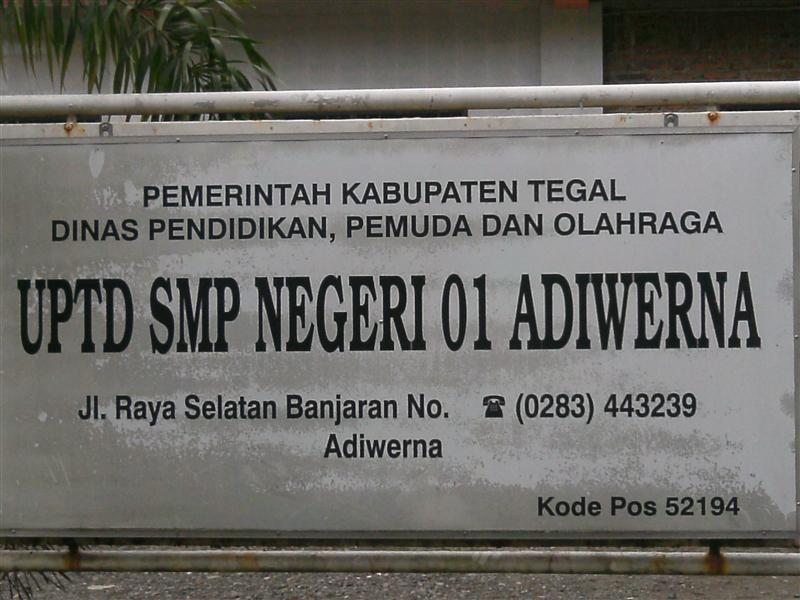 PEMERINTAH KABUPATEN TEGAL
DINAS PENDIDIKAN, PEMUDA DAN OLAHRAGA
UPTD SMP NEGERI 01 ADIWERNA
Jl. Raya Selatan Banjaran No. ☎ (0283) 443239
Adiwerna
Kode Pos 52194